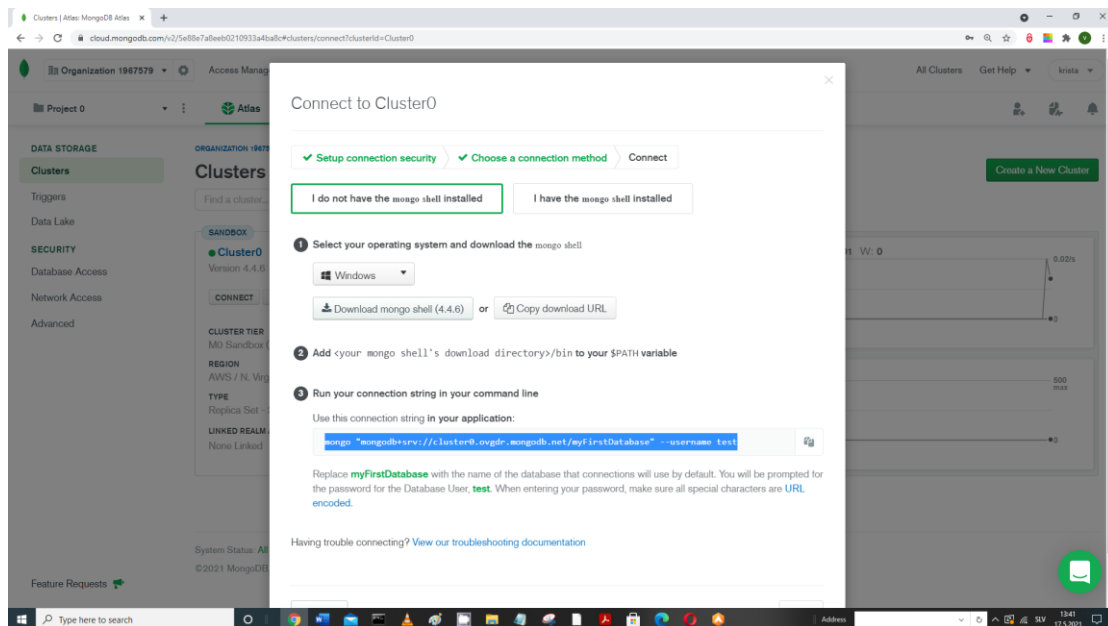 Clusters | Atlas: MongoDB Atlas
cloud.mongodb.com/v2/5e88e7a8eeb0210933a4ba8c#clusters/connect?clusterId=Cluster0
Organization 1967579
Access Manag
All Clusters
Get Help
krista
Project 0
Atlas
DATA STORAGE
Clusters
Triggers
Data Lake
SECURITY
Database Access
Network Access
Advanced
Feature Requests
ORGANIZATION 19675
Clusters
Find a cluster...
Create a New Cluster
SANDBOX
Cluster0
Version 4.4.6
CONNECT
CLUSTER TIER
M0 Sandbox (
REGION
AWS / N. Virg
TYPE
Replica Set -
LINKED REALM
None Linked
W: 0
0.02/s
0
500
max
0
System Status: All
©2021 MongoDB
Connect to Cluster0
Setup connection security
Choose a connection method
Connect
I do not have the mongo shell installed
I have the mongo shell installed
1 Select your operating system and download the mongo shell
Windows
Download mongo shell (4.4.6) or Copy download URL
2 Add <your mongo shell's download directory>/bin to your $PATH variable
3 Run your connection string in your command line
Use this connection string in your application:
mongo "mongodb+srv://cluster0.ovgdr.mongodb.net/myFirstDatabase" --username test
Replace myFirstDatabase with the name of the database that connections will use by default. You will be prompted for
the password for the Database User, test. When entering your password, make sure all special characters are URL
encoded.
Having trouble connecting? View our troubleshooting documentation
Type here to search
Address
SLV
13:41
17.5.2021